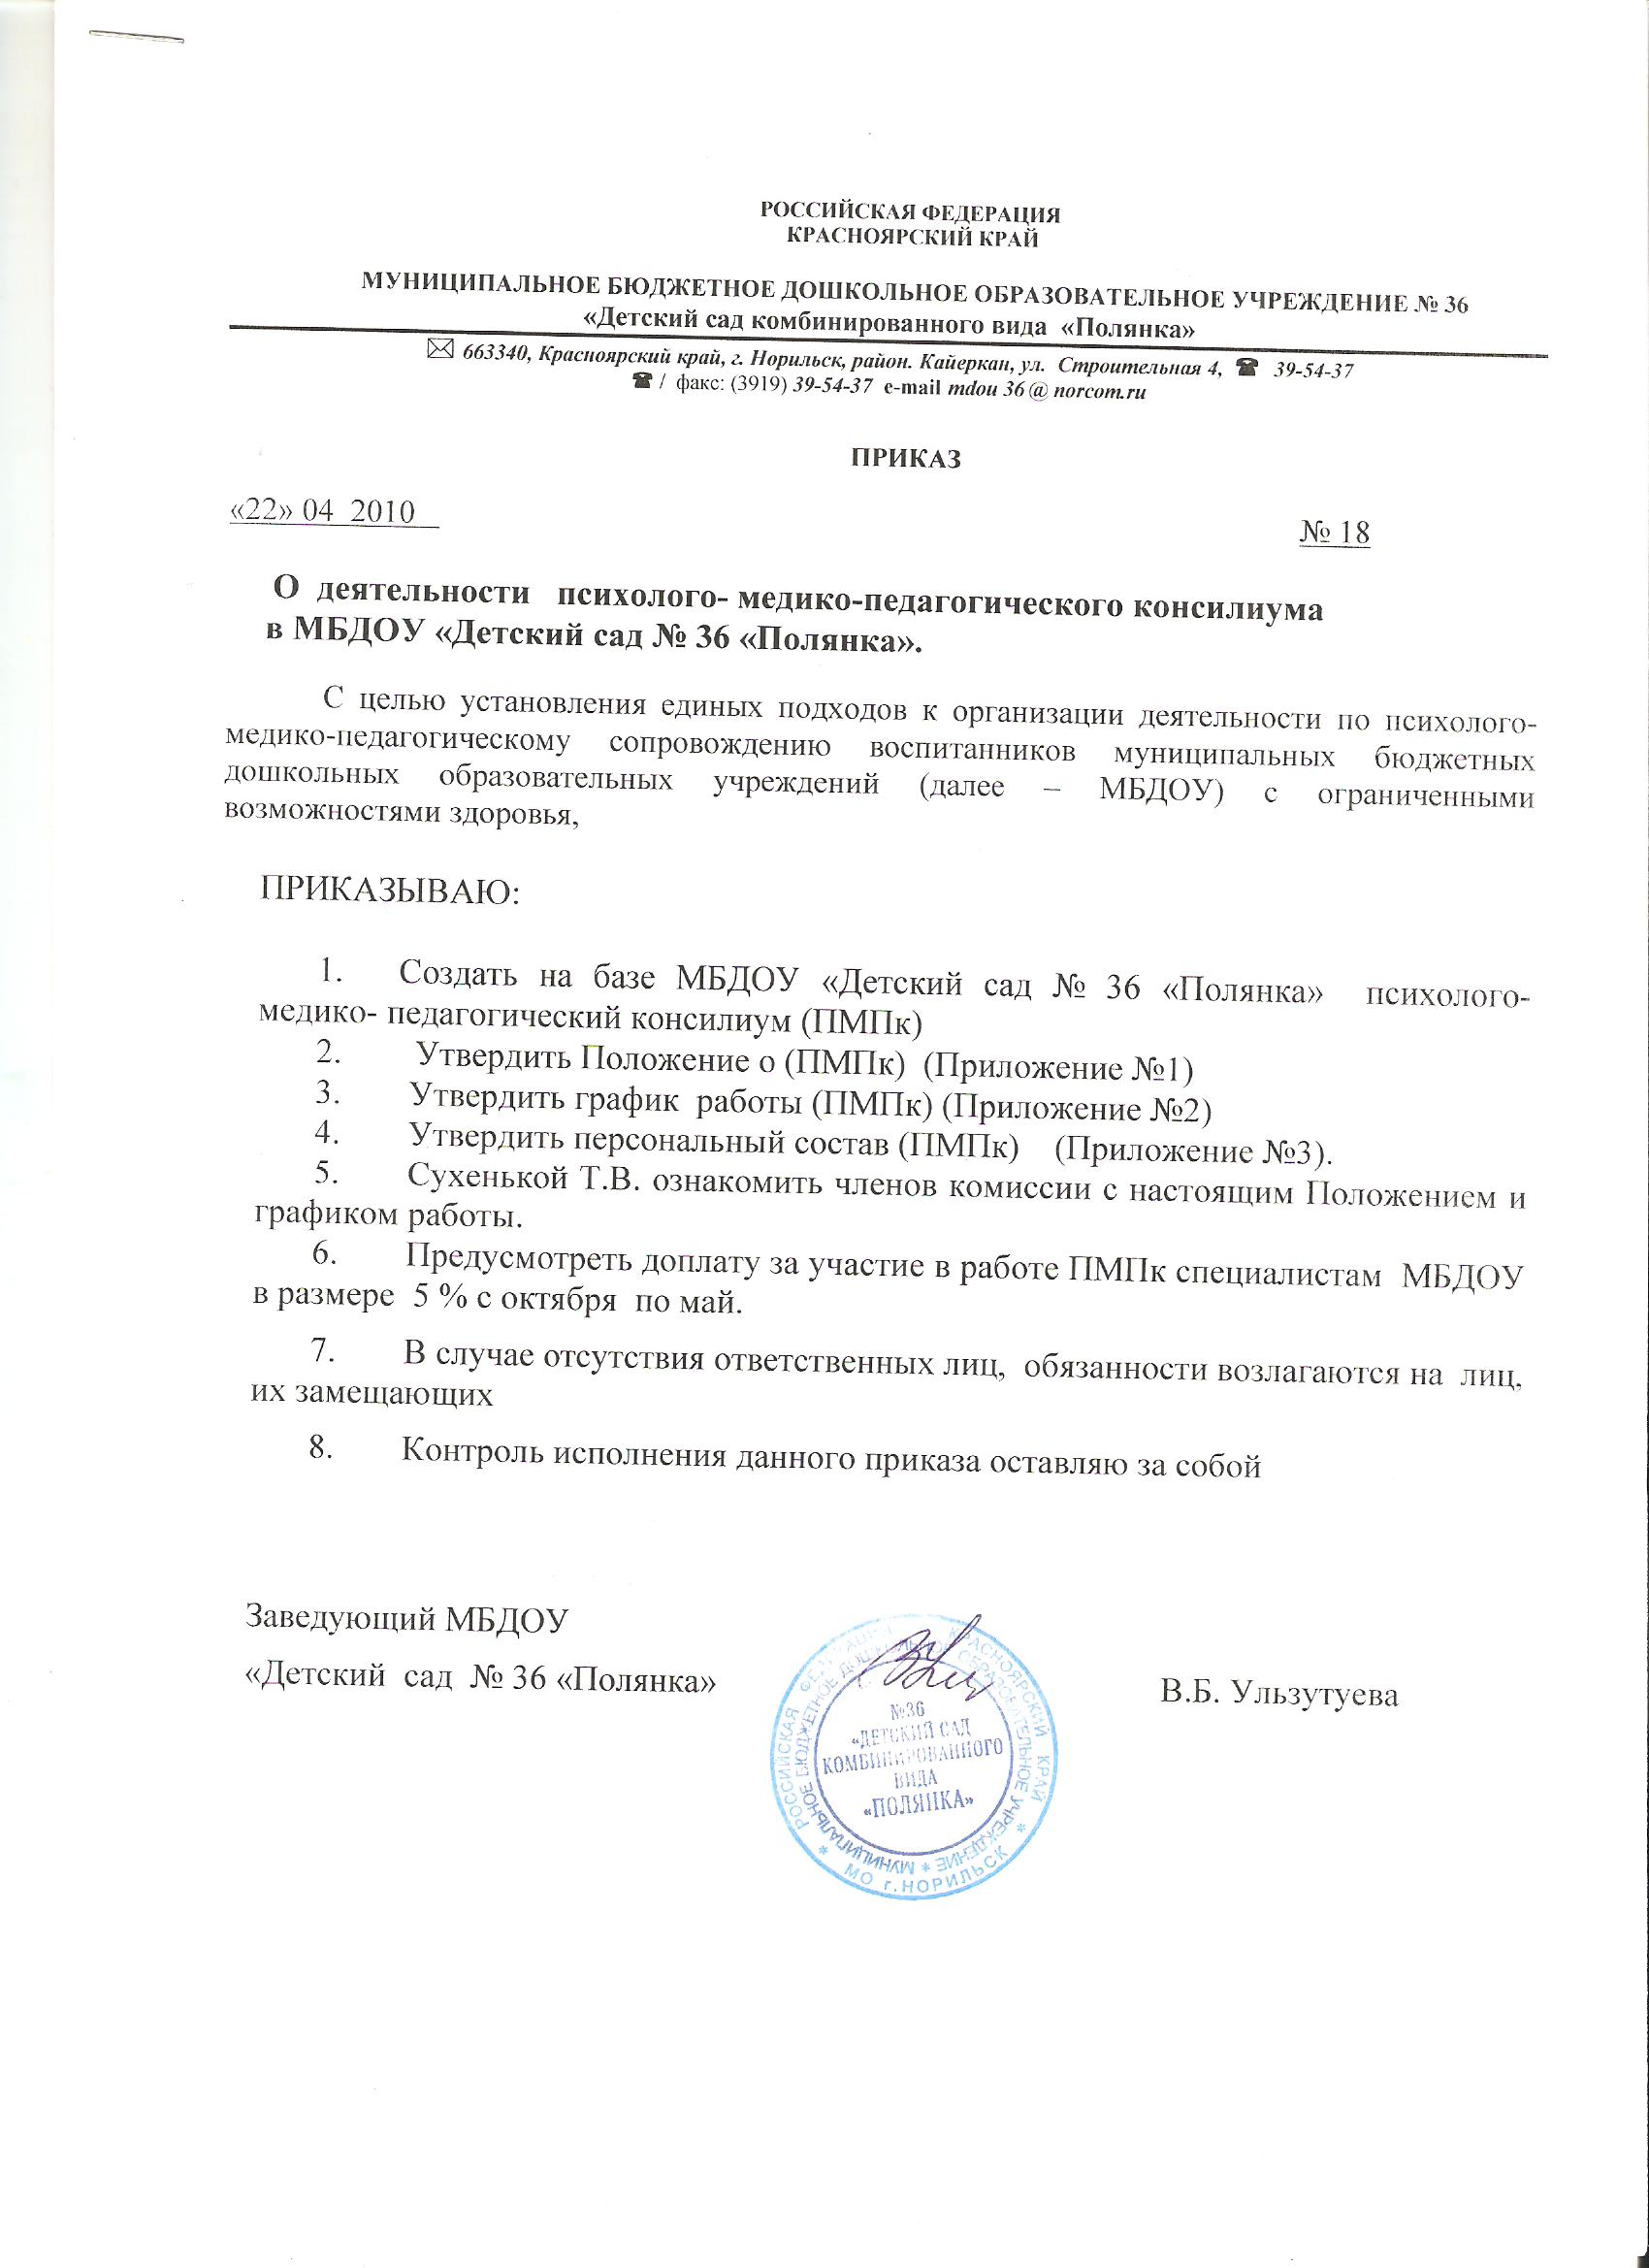 РОССИЙСКАЯ ФЕДЕРАЦИЯ
КРАСНОЯРСКИЙ КРАЙ
МУНИЦИПАЛЬНОЕ БЮДЖЕТНОЕ ДОШКОЛЬНОЕ ОБРАЗОВАТЕЛЬНОЕ УЧРЕЖДЕНИЕ № 36
«Детский сад комбинированного вида «Полянка»
✉ 663340, Красноярский край, г. Норильск, район. Кайеркан, ул. Строительная 4, ☎ 39-54-37
☎ / факс: (3919) 39-54-37 e-mail mdou 36 @ norcom.ru
ПРИКАЗ
«22» 04 2010
№ 18
О деятельности психолого- медико-педагогического консилиума
в МБДОУ «Детский сад № 36 «Полянка».
С целью установления единых подходов к организации деятельности по психолого-
медико-педагогическому сопровождению воспитанников муниципальных бюджетных
дошкольных образовательных учреждений (далее – МБДОУ) с ограниченными
возможностями здоровья,
ПРИКАЗЫВАЮ:
1. Создать на базе МБДОУ «Детский сад № 36 «Полянка» психолого-
медико- педагогический консилиум (ПМПк)
2. Утвердить Положение о (ПМПк) (Приложение №1)
3. Утвердить график работы (ПМПк) (Приложение №2)
4. Утвердить персональный состав (ПМПк) (Приложение №3).
5. Сухенькой Т.В. ознакомить членов комиссии с настоящим Положением и
графиком работы.
6. Предусмотреть доплату за участие в работе ПМПк специалистам МБДОУ
в размере 5 % с октября по май.
7. В случае отсутствия ответственных лиц, обязанности возлагаются на лиц,
их замещающих
8. Контроль исполнения данного приказа оставляю за собой
Заведующий МБДОУ
«Детский сад № 36 «Полянка»
В.Б. Ульзутуева
РОССИЙСКАЯ ФЕДЕРАЦИЯ КРАСНОЯРСКИЙ КРАЙ * МО г.НОРИЛЬСК *
МУНИЦИПАЛЬНОЕ БЮДЖЕТНОЕ ДОШКОЛЬНОЕ ОБРАЗОВАТЕЛЬНОЕ УЧРЕЖДЕНИЕ *
№36
«ДЕТСКИЙ САД
КОМБИНИРОВАННОГО
ВИДА
«ПОЛЯНКА»